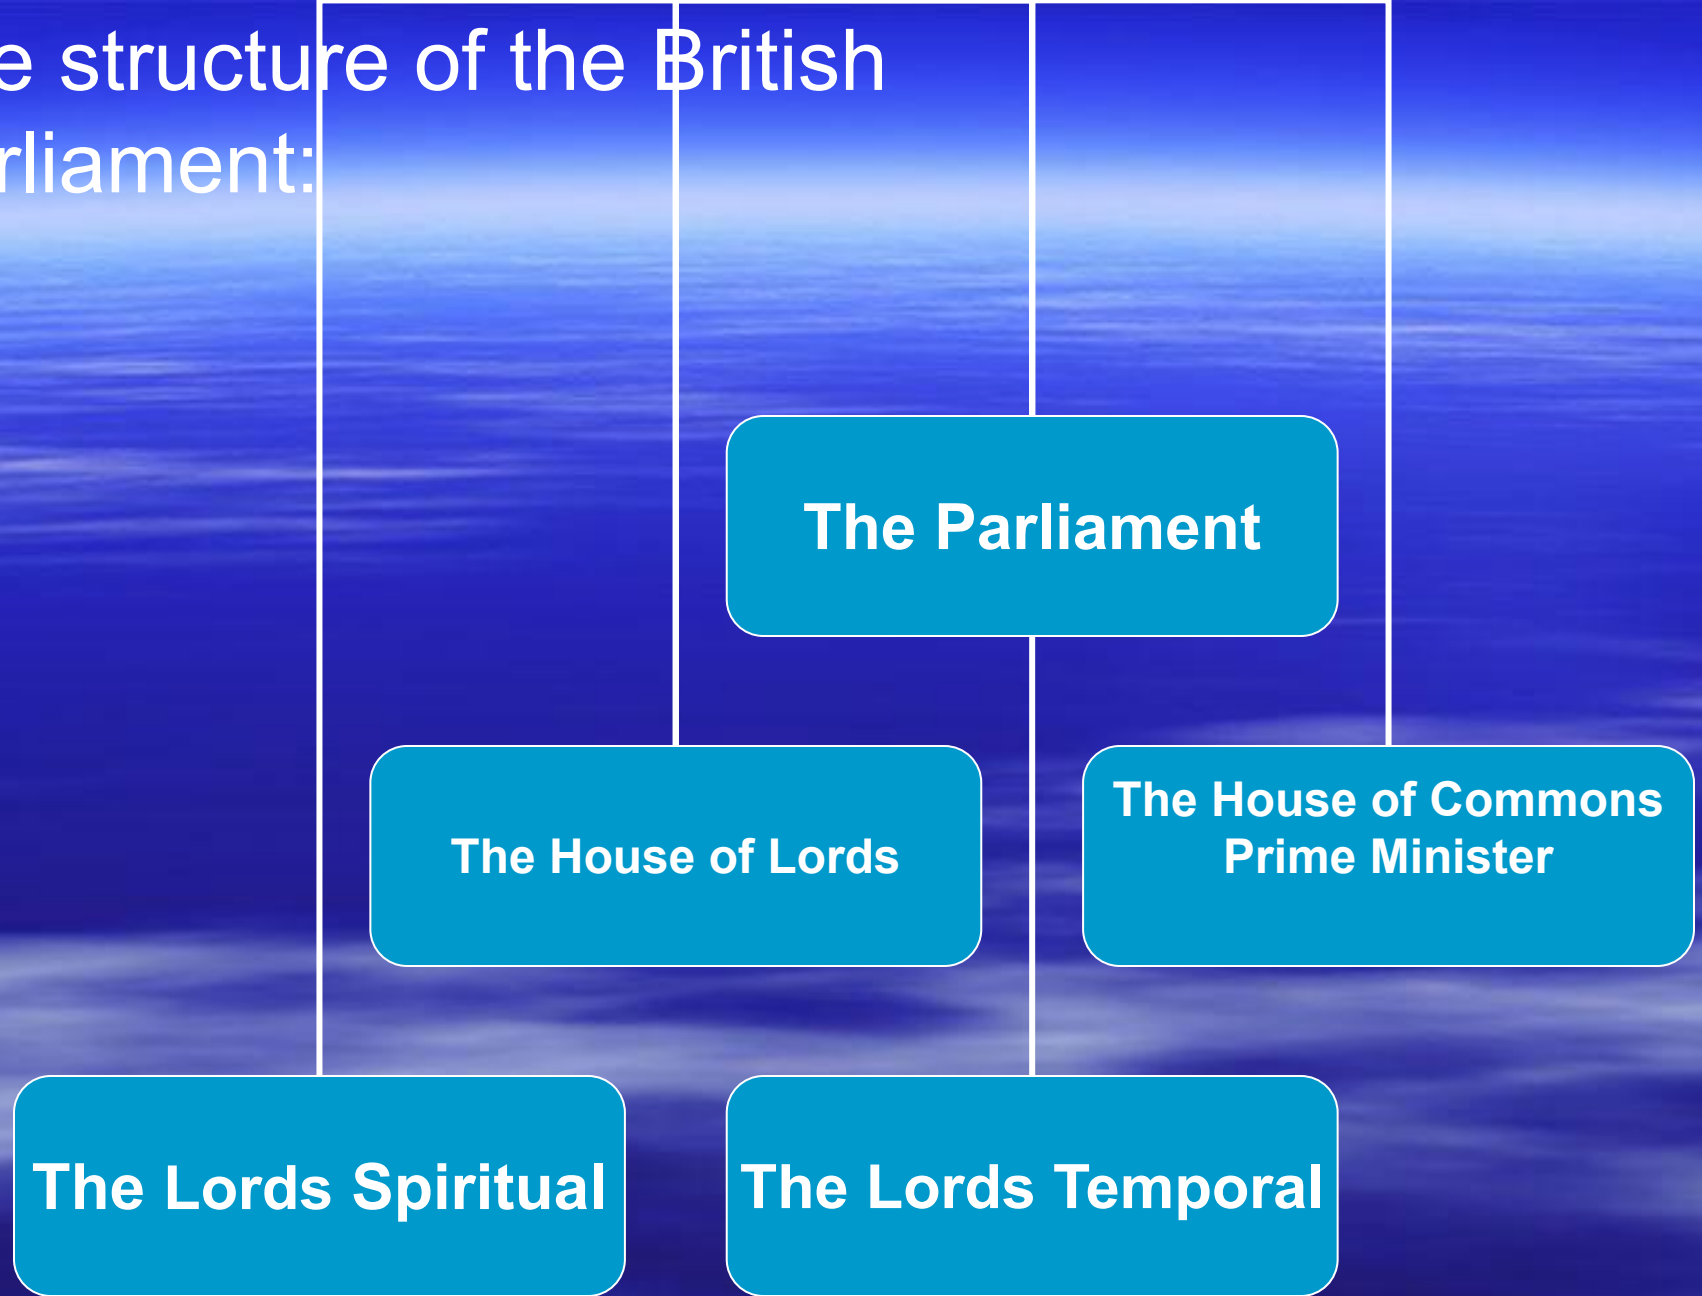 e structure of the British
rliament:
The Parliament
The House of Lords
The House of Commons
Prime Minister
The Lords Spiritual
The Lords Temporal